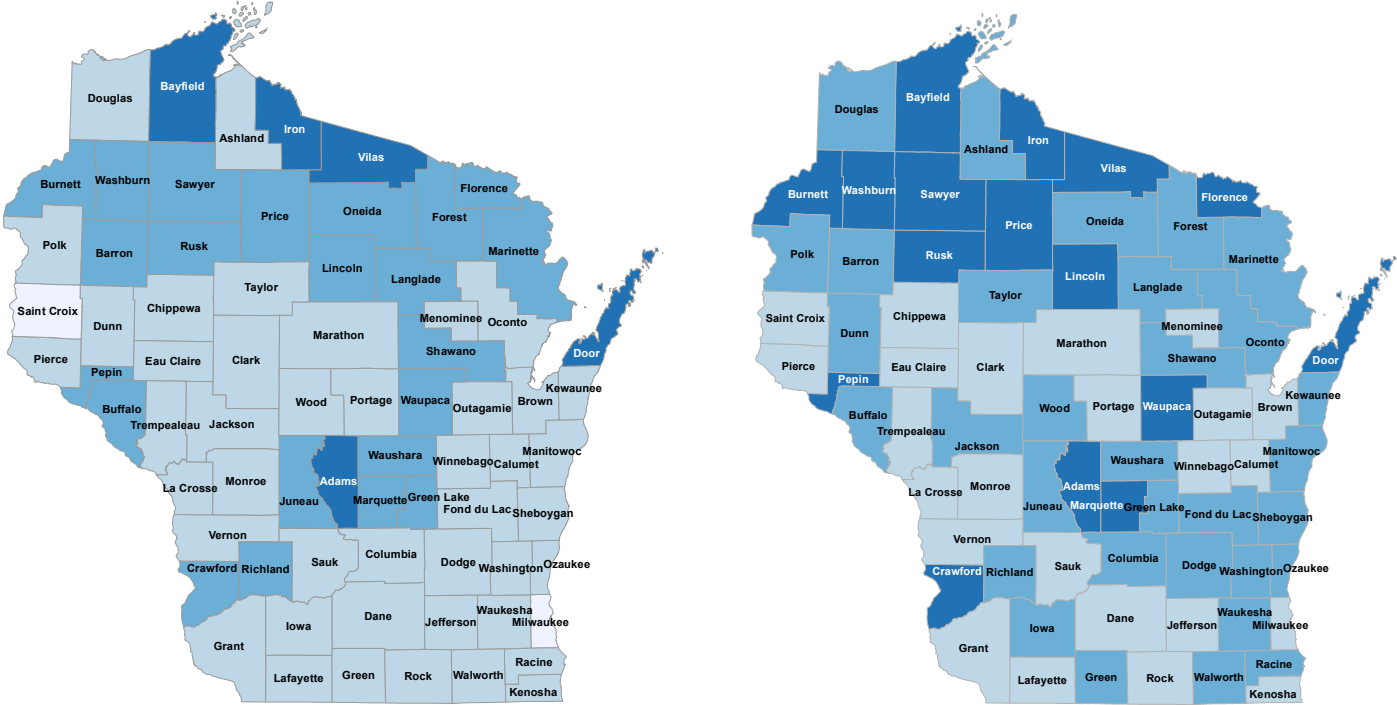 Bayfield
Douglas
Iron
Ashland
Vilas
Burnett
Washburn
Sawyer
Florence
Price
Oneida
Forest
Polk
Barron
Rusk
Marinette
Lincoln
Langlade
Taylor
Saint Croix
Chippewa
Dunn
Menominee
Oconto
Marathon
Pierce
Eau Claire
Clark
Shawano
Door
Pepin
Kewaunee
Buffalo
Wood
Portage
Waupaca
Outagamie
Brown
Trempealeau
Jackson
Manitowoc
Waushara
Winnebago
Calumet
La Crosse
Monroe
Adams
Juneau
Marquette
Green Lake
Fond du Lac
Sheboygan
Vernon
Sauk
Columbia
Dodge
Washington
Ozaukee
Crawford
Richland
Iowa
Dane
Jefferson
Waukesha
Milwaukee
Grant
Lafayette
Green
Rock
Walworth
Racine
Kenosha
Bayfield
Douglas
Iron
Ashland
Vilas
Burnett
Washburn
Sawyer
Florence
Price
Oneida
Forest
Polk
Barron
Rusk
Marinette
Lincoln
Langlade
Taylor
Saint Croix
Chippewa
Dunn
Menominee
Oconto
Marathon
Pierce
Eau Claire
Clark
Shawano
Door
Pepin
Kewaunee
Buffalo
Wood
Portage
Waupaca
Outagamie
Brown
Trempealeau
Jackson
Manitowoc
Waushara
Winnebago
Calumet
La Crosse
Monroe
Adams
Juneau
Marquette
Green Lake
Fond du Lac
Sheboygan
Vernon
Sauk
Columbia
Dodge
Washington
Ozaukee
Crawford
Richland
Iowa
Dane
Jefferson
Waukesha
Milwaukee
Grant
Lafayette
Green
Rock
Walworth
Racine
Kenosha